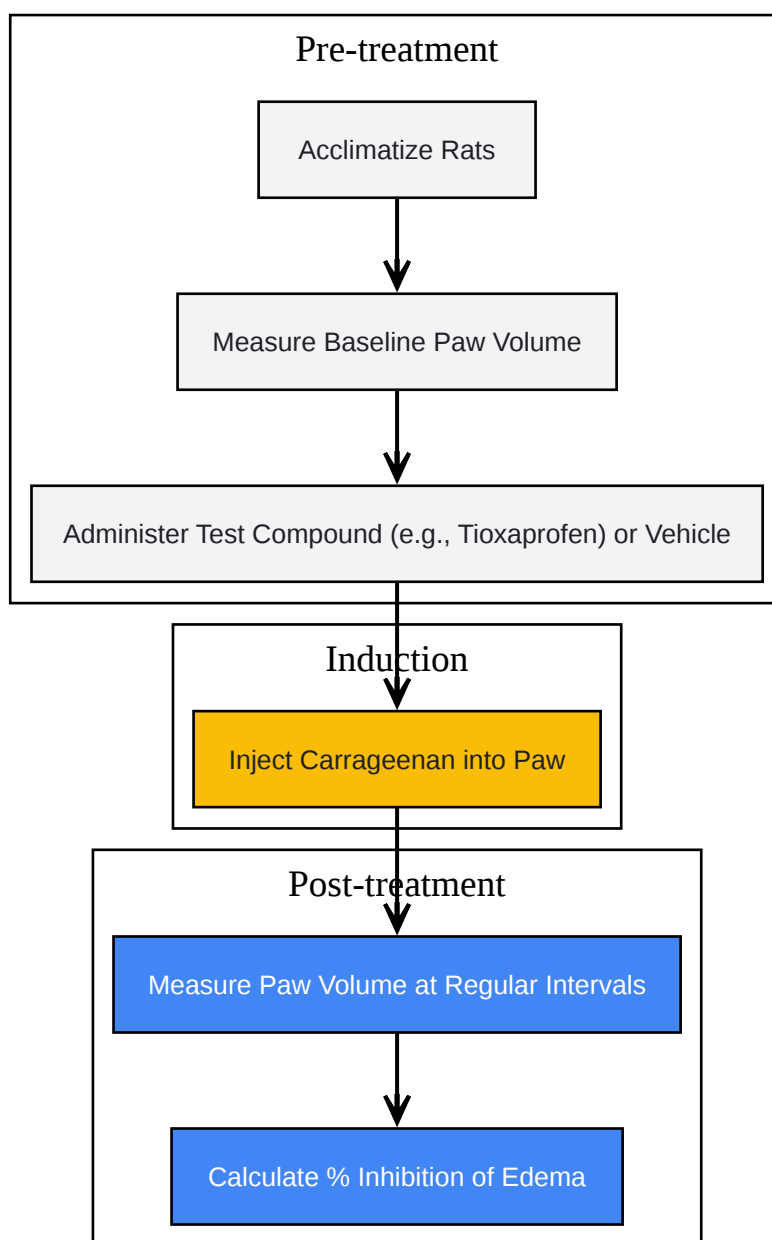 Pre-treatment
Acclimatize Rats
Measure Baseline Paw Volume
Administer Test Compound (e.g., Tioxaprofen) or Vehicle
Induction
Inject Carrageenan into Paw
Post-treatment
Measure Paw Volume at Regular Intervals
Calculate % Inhibition of Edema